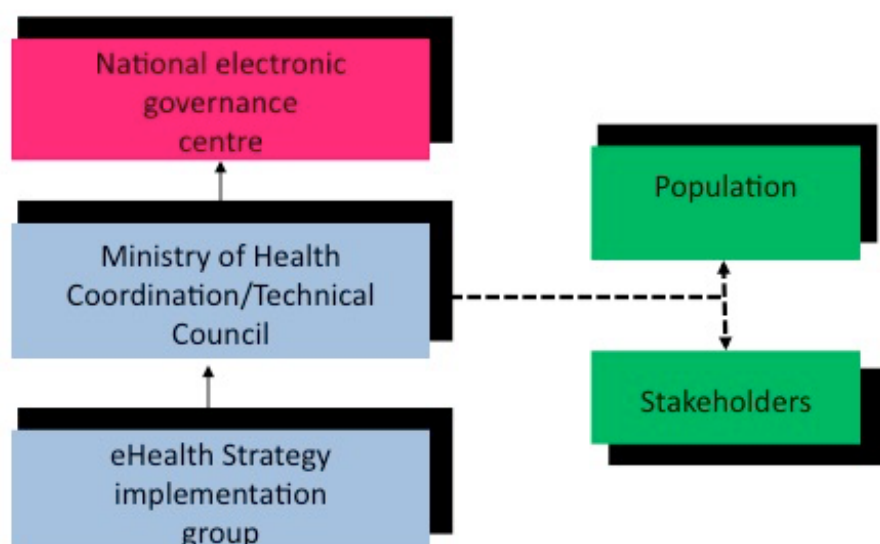 National electronic
governance
centre
Population
Ministry of Health
Coordination/Technical
Council
Stakeholders
eHealth Strategy
implementation
group